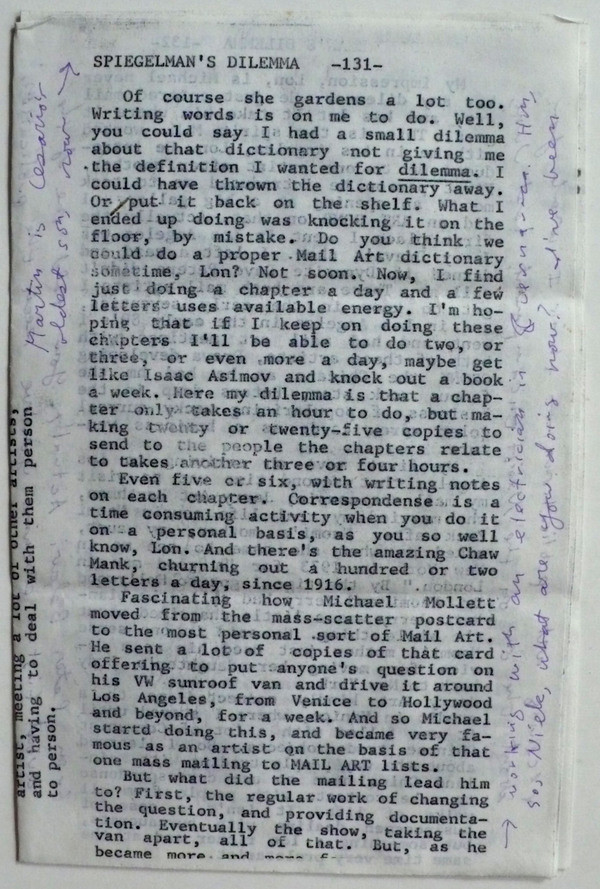 SPIEGELMAN'S DILEMMA -131-
Of course she gardens a lot too.
Writing words is on me to do. Well,
you could say I had a small dilemma
about that dictionary not giving me
the definition I wanted for dilemma. I
could have thrown the dictionary away.
Or put it back on the shelf. What I
ended up doing was knocking it on the
floor, by mistake. Do you think we
could do a proper Mail Art dictionary
sometime, Lon? Not soon. Now, I find
just doing a chapter a day and a few
letters uses available energy. I'm ho-
ping that if I keep on doing these
chapters I'll be able to do two, or
three, or even more a day, maybe get
like Isaac Asimov and knock out a book
a week. Here my dilemma is that a chap-
ter only takes an hour to do, but ma-
king twenty or twenty-five copies to
send to the people the chapters relate
to takes another three or four hours.
Even five or six, with writing notes
on each chapter. Correspondense is a
time consuming activity when you do it
on a personal basis, as you so well
know, Lon. And there's the amazing Chaw
Mank, churning out a hundred or two
letters a day, since 1916.
Fascinating how Michael Mollett
moved from the mass-scatter postcard
to the most personal sort of Mail Art.
He sent a lot of copies of that card
offering to put anyone's question on
his VW sunroof van and drive it around
Los Angeles, from Venice to Hollywood
and beyond, for a week. And so Michael
startd doing this, and became very fa-
mous as an artist on the basis of that
one mass mailing to MAIL ART lists.
But what did the mailing lead him
to? First, the regular work of changing
the question, and providing documenta-
tion. Eventually the show, taking the
van apart, all of that. But, as he
became more and more
artist, meeting a lot of other artists,
and having to deal with them person
to person.
Martin is Cesarios
oldest son, now →
→ working with an electrician in
So, Niels, what are you doing now? I've been